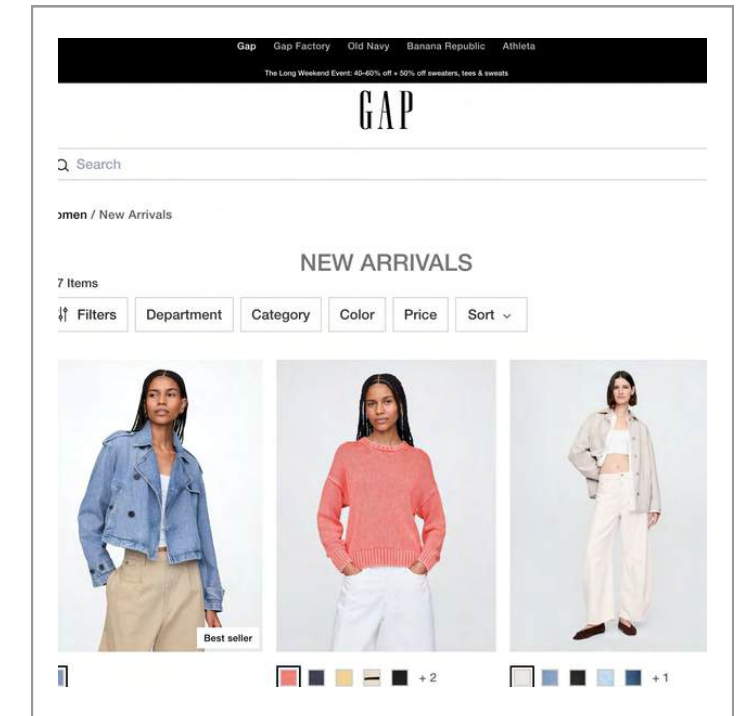 Gap Gap Factory Old Navy Banana Republic Athleta
The Long Weekend Event: 40–60% off + 50% off sweaters, tees & sweats
GAP
Search
omen / New Arrivals
NEW ARRIVALS
7 Items
Filters Department Category Color Price Sort
Best seller
+ 2 + 1